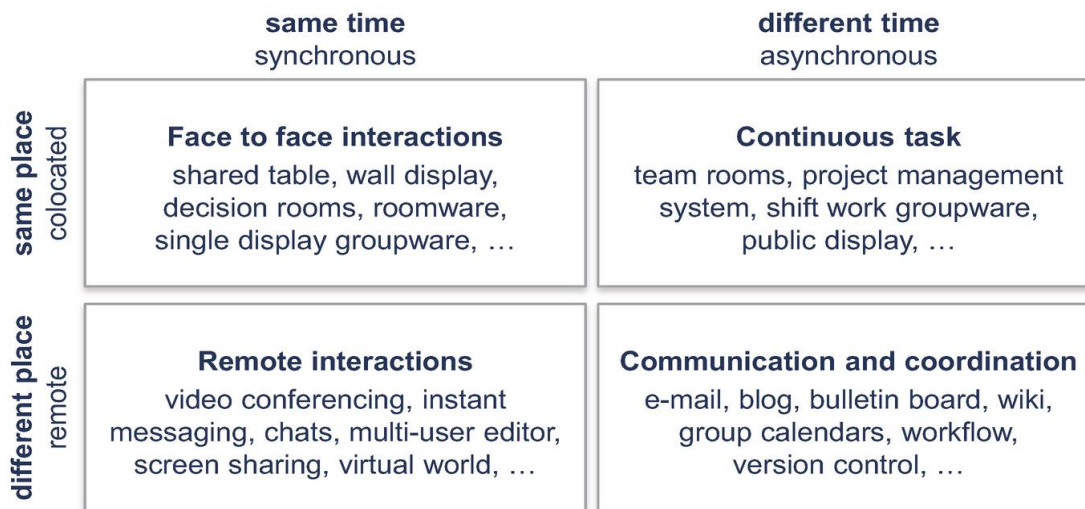 same time
synchronous
different time
asynchronous
same place
colocated
Face to face interactions
shared table, wall display,
decision rooms, roomware,
single display groupware, …
Continuous task
team rooms, project management
system, shift work groupware,
public display, …
different place
remote
Remote interactions
video conferencing, instant
messaging, chats, multi-user editor,
screen sharing, virtual world, …
Communication and coordination
e-mail, blog, bulletin board, wiki,
group calendars, workflow,
version control, …